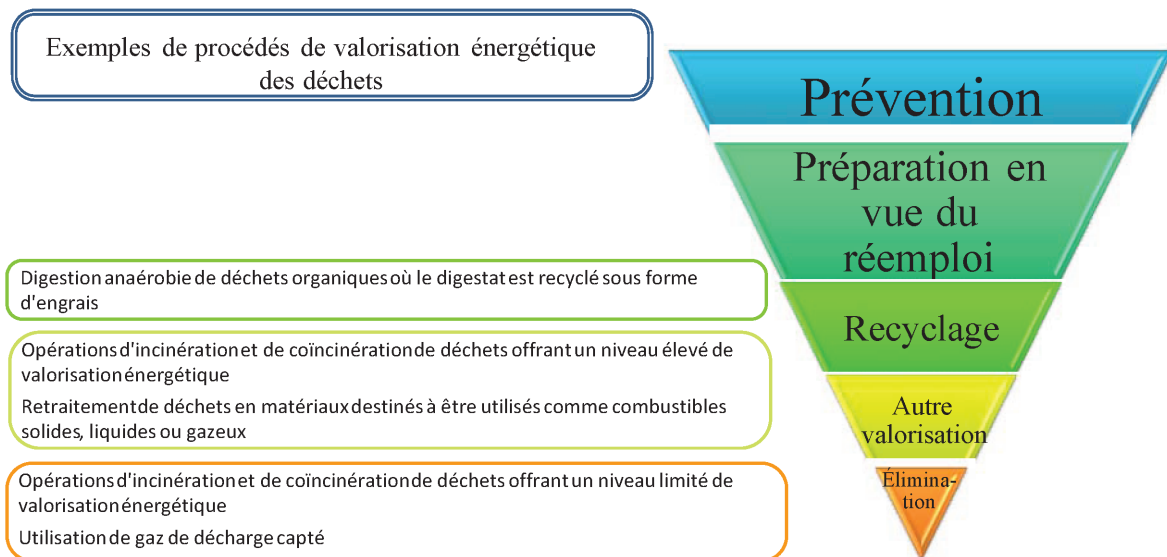 Exemples de procédés de valorisation énergétique
des déchets
Prévention
Préparation en
vue du
réemploi
Digestion anaérobie de déchets organiques où le digestat est recyclé sous forme
d'engrais
Recyclage
Opérations d'incinération et de coïncinération de déchets offrant un niveau élevé de
valorisation énergétique
Retraitement de déchets en matériaux destinés à être utilisés comme combustibles
solides, liquides ou gazeux
Autre
valorisation
Opérations d'incinération et de coïncinération de déchets offrant un niveau limité de
valorisation énergétique
Utilisation de gaz de décharge capté
Élimina-
tion